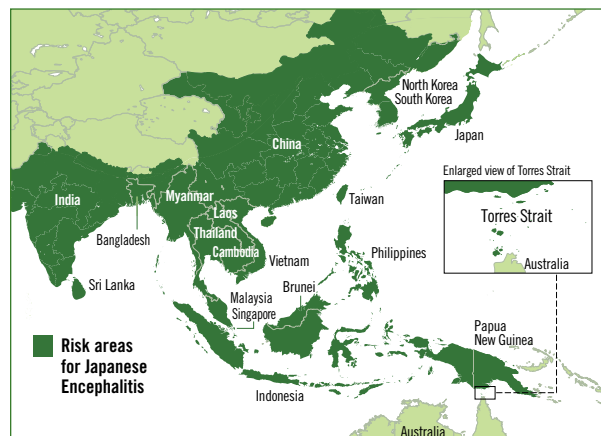 North Korea
South Korea
Japan
China
Enlarged view of Torres Strait
Torres Strait
Australia
India
Myanmar
Taiwan
Laos
Bangladesh
Thailand
Cambodia
Vietnam
Philippines
Sri Lanka
Malaysia
Singapore
Brunei
Papua
New Guinea
Risk areas
for Japanese
Encephalitis
Indonesia
Australia